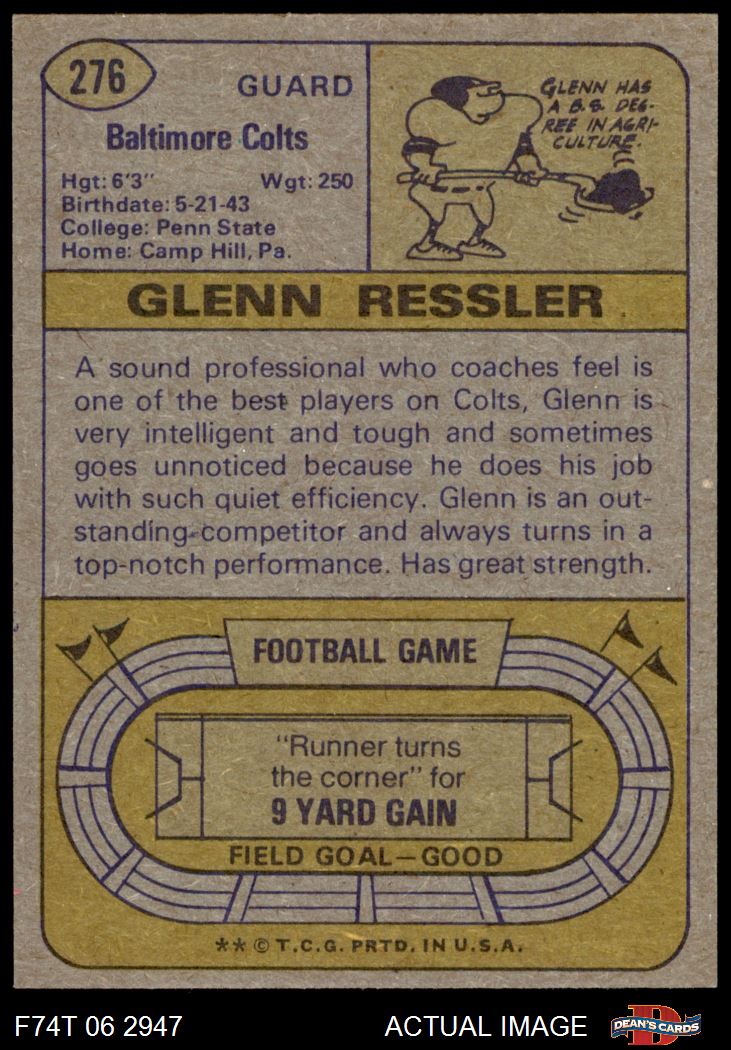 276
GUARD
Baltimore Colts
Hgt: 6'3" Wgt: 250
Birthdate: 5-21-43
College: Penn State
Home: Camp Hill, Pa.
GLENN HAS
A B.S. DEG-
REE IN AGRI-
CULTURE.
GLENN RESSLER
A sound professional who coaches feel is
one of the best players on Colts, Glenn is
very intelligent and tough and sometimes
goes unnoticed because he does his job
with such quiet efficiency. Glenn is an out-
standing competitor and always turns in a
top-notch performance. Has great strength.
FOOTBALL GAME
"Runner turns
the corner" for
9 YARD GAIN
FIELD GOAL—GOOD
** © T.C.G. PRTD. IN U.S.A.
F74T 06 2947
ACTUAL IMAGE
D
DEAN'S CARDS